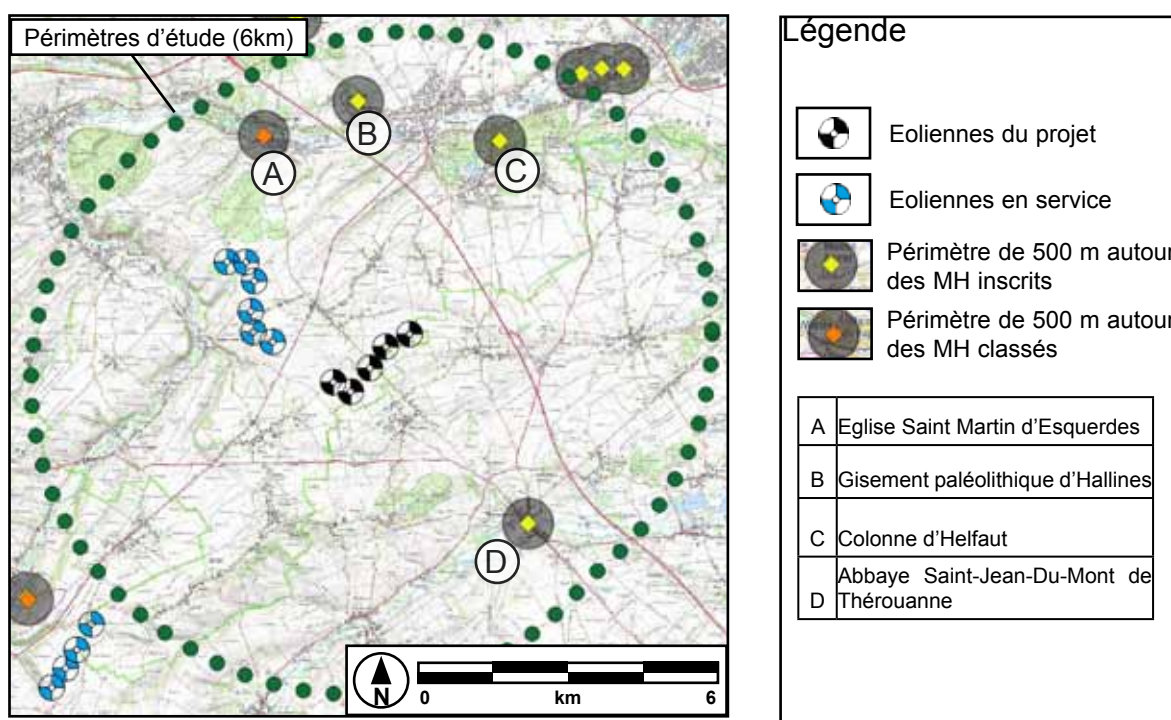 Périmètres d'étude (6km)
A
B
C
D
N
0 km 6
Légende
Eoliennes du projet
Eoliennes en service
Périmètre de 500 m autour
des MH inscrits
Périmètre de 500 m autour
des MH classés
A Eglise Saint Martin d'Esquerdes
B Gisement paléolithique d'Hallines
C Colonne d'Helfaut
Abbaye Saint-Jean-Du-Mont de
D Thérouanne